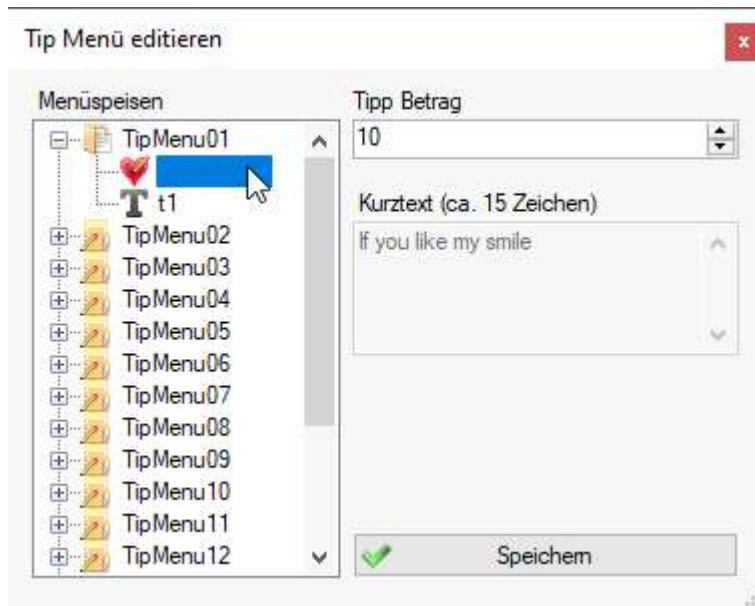 Tip Menü editieren
Menüspeisen
TipMenu01
t1
TipMenu02
TipMenu03
TipMenu04
TipMenu05
TipMenu06
TipMenu07
TipMenu08
TipMenu09
TipMenu10
TipMenu11
TipMenu12
Tipp Betrag
10
Kurztext (ca. 15 Zeichen)
If you like my smile
Speichern